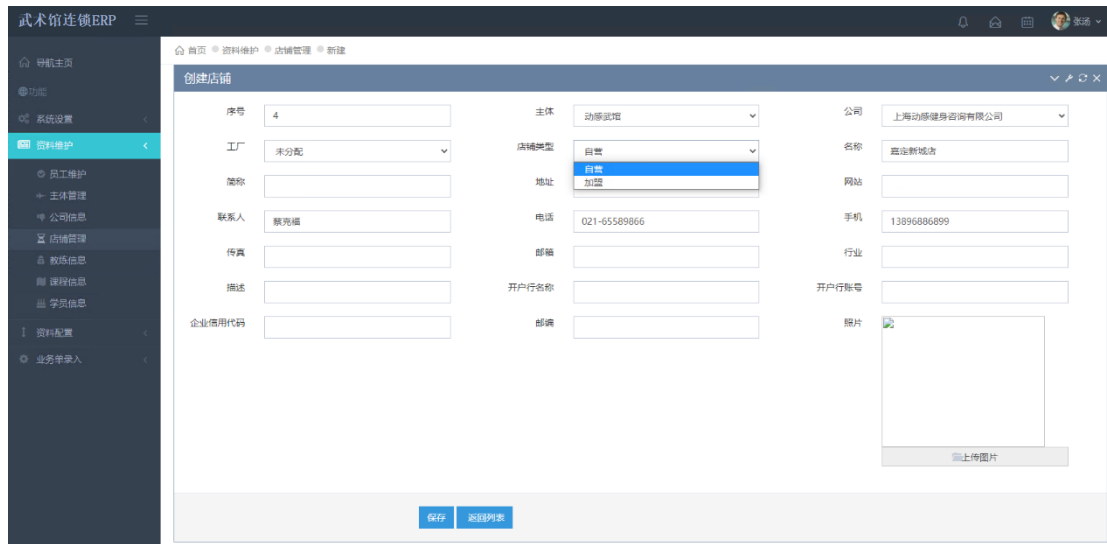 武术馆连锁ERP
张汤
首页 资料维护 店铺管理 新建
导航主页
功能
系统设置
资料维护
员工维护
主体管理
公司信息
店铺管理
教练信息
课程信息
学员信息
资料配置
业务单录入
创建店铺
序号 4 主体 动感武馆 公司 上海动感健身咨询有限公司
工厂 未分配 店铺类型 自营 名称 嘉定新城店
自营
加盟
简称 地址 网站
联系人 蔡克福 电话 021-65589866 手机 13896886899
传真 邮箱 行业
描述 开户行名称 开户行账号
企业信用代码 邮编 照片
上传图片
保存 返回列表